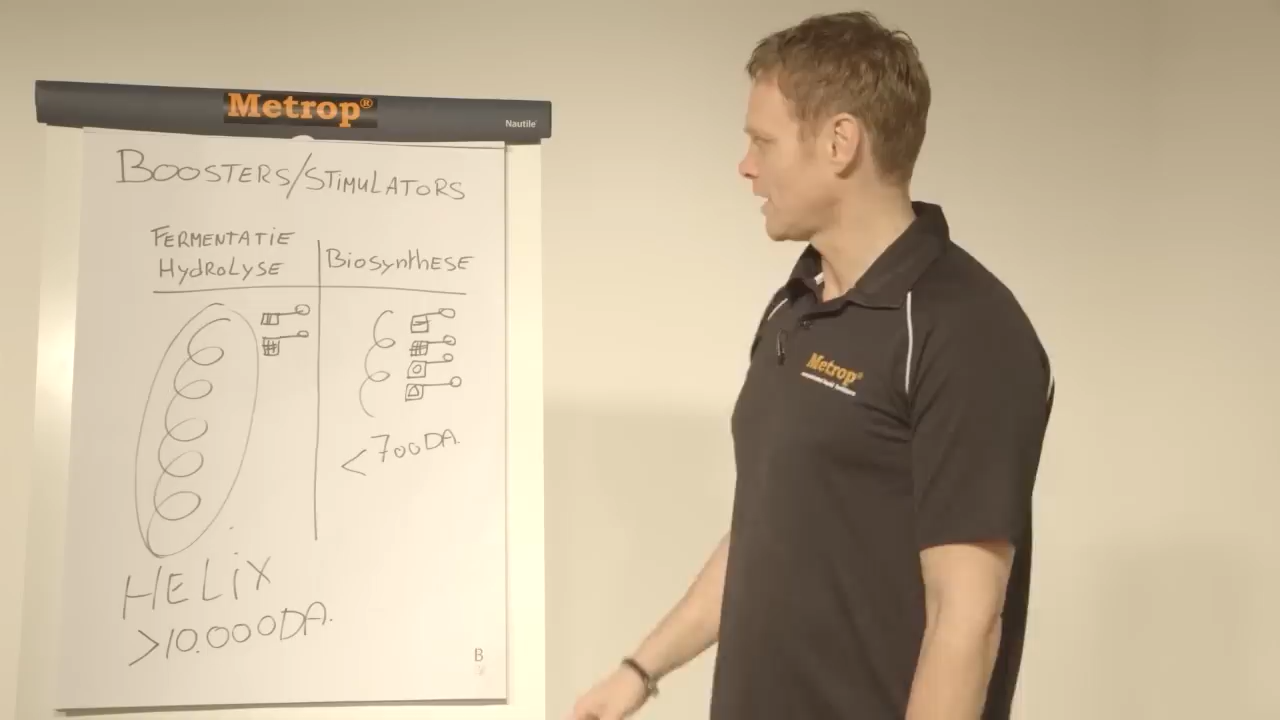 Metrop®
Nautile®
BOOSTERS/STIMULATORS
FERMENTATIE
HYDROLYSE
BIOSYNTHESE
<700DA.
HELIX
>10.000DA.
B
Metrop®